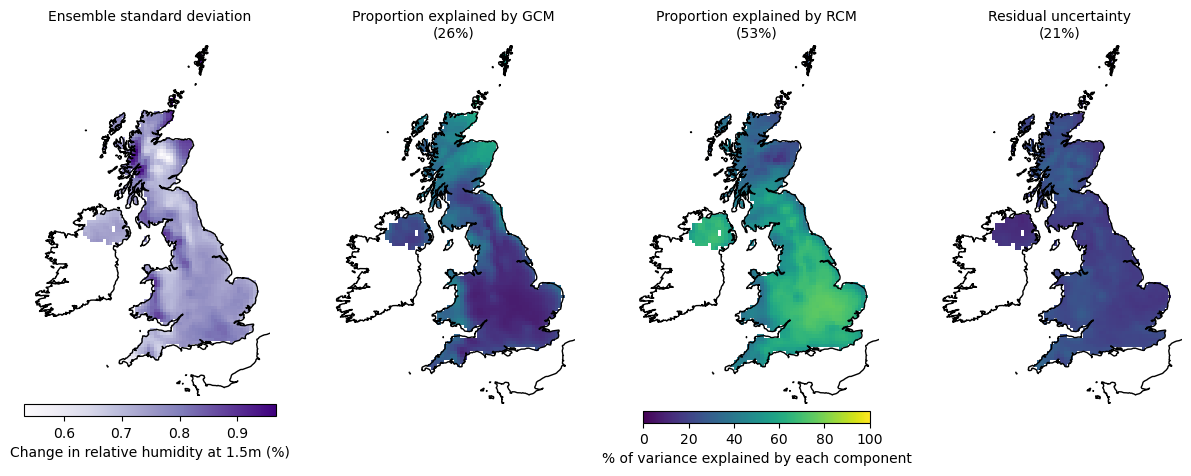 Ensemble standard deviation
Proportion explained by GCM
(26%)
Proportion explained by RCM
(53%)
Residual uncertainty
(21%)
0.6 0.7 0.8 0.9
Change in relative humidity at 1.5m (%)
0 20 40 60 80 100
% of variance explained by each component